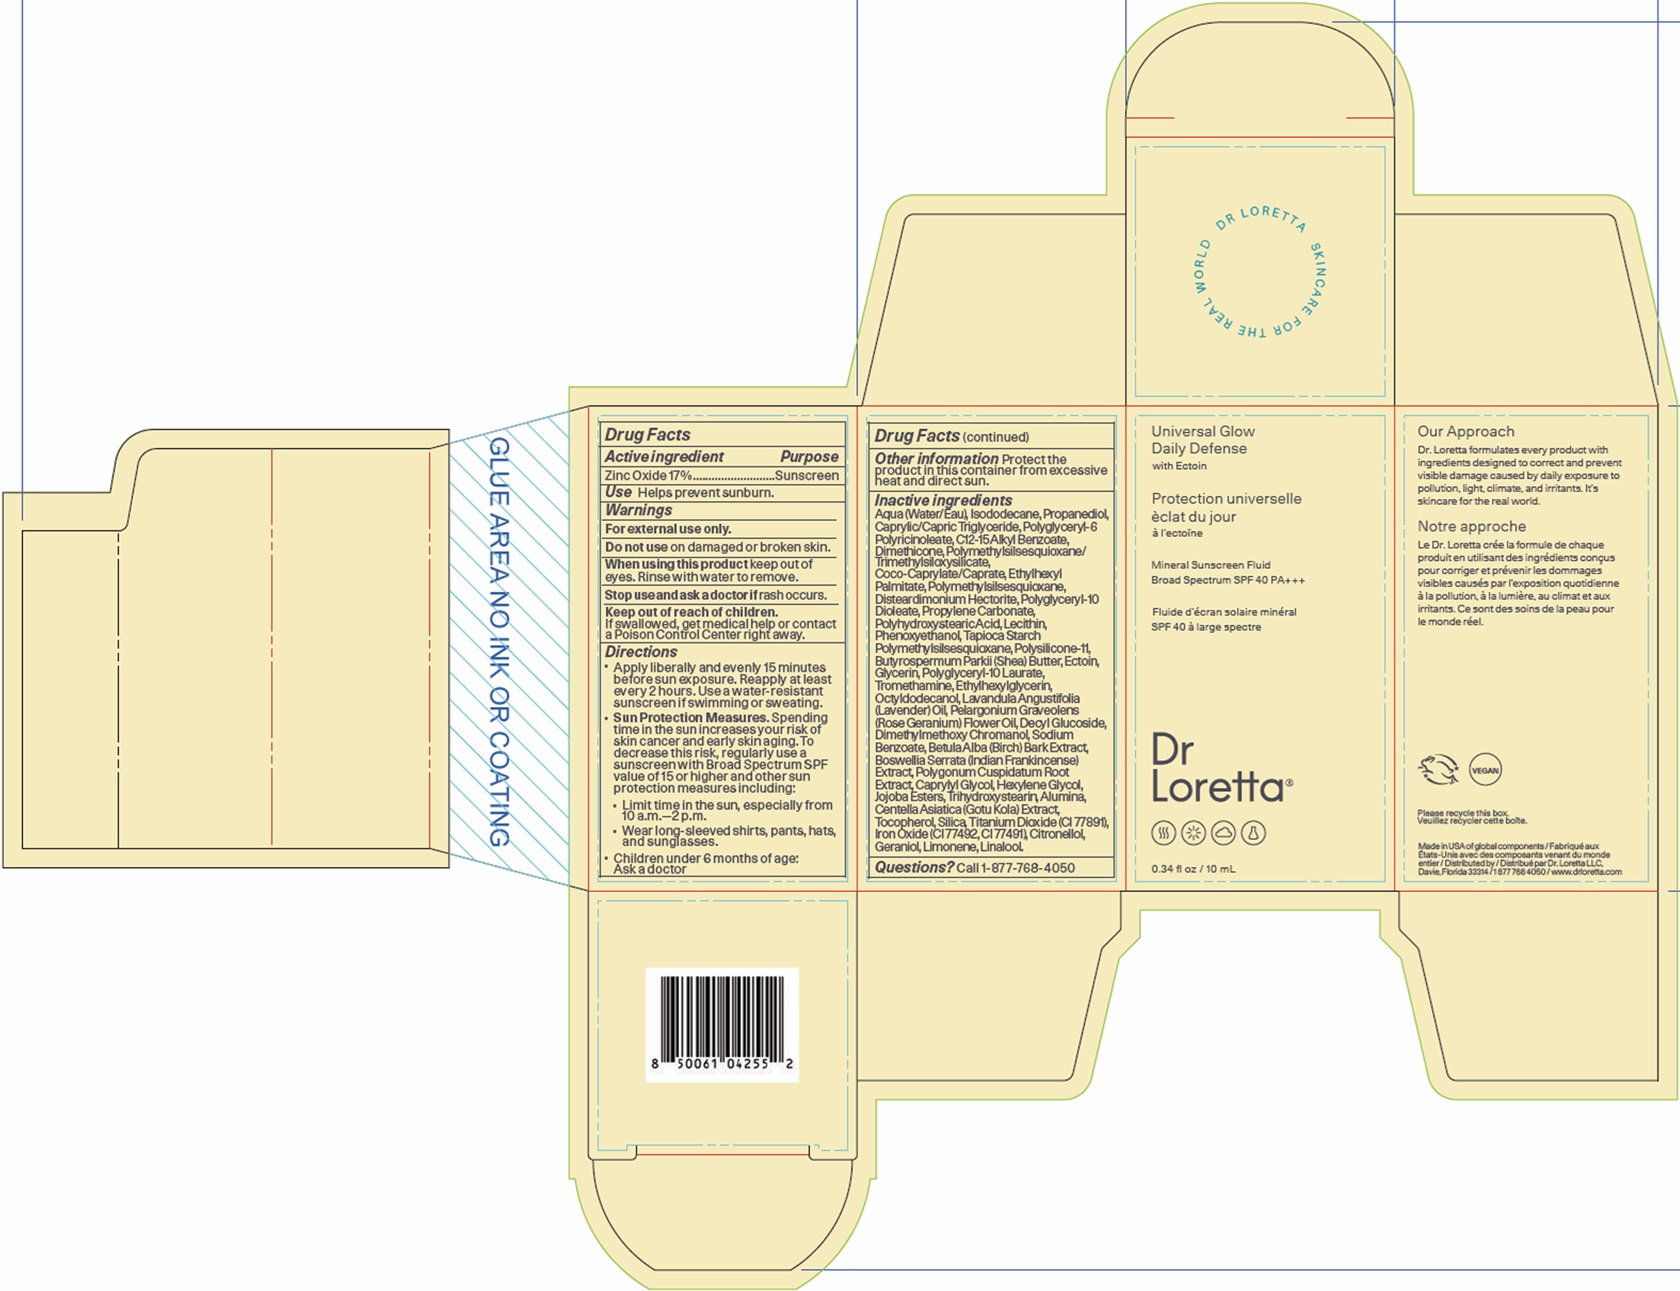 DR LORETTA SKINCARE FOR THE REAL WORLD
GLUE AREA NO INK OR COATING
Drug Facts
Active ingredient Purpose
Zinc Oxide 17%..........................Sunscreen
Use Helps prevent sunburn.
Warnings
For external use only.
Do not use on damaged or broken skin.
When using this product keep out of
eyes. Rinse with water to remove.
Stop use and ask a doctor if rash occurs.
Keep out of reach of children.
If swallowed, get medical help or contact
a Poison Control Center right away.
Directions
• Apply liberally and evenly 15 minutes
before sun exposure. Reapply at least
every 2 hours. Use a water-resistant
sunscreen if swimming or sweating.
• Sun Protection Measures. Spending
time in the sun increases your risk of
skin cancer and early skin aging. To
decrease this risk, regularly use a
sunscreen with Broad Spectrum SPF
value of 15 or higher and other sun
protection measures including:
• Limit time in the sun, especially from
10 a.m.—2 p.m.
• Wear long-sleeved shirts, pants, hats,
and sunglasses.
• Children under 6 months of age:
Ask a doctor
Drug Facts (continued)
Other information Protect the
product in this container from excessive
heat and direct sun.
Inactive ingredients
Aqua (Water/Eau), Isododecane, Propanediol,
Caprylic/Capric Triglyceride, Polyglyceryl-6
Polyricinoleate, C12-15 Alkyl Benzoate,
Dimethicone, Polymethylsilsesquioxane/
Trimethylsiloxysilicate,
Coco-Caprylate/Caprate, Ethylhexyl
Palmitate, Polymethylsilsesquioxane,
Disteardimonium Hectorite, Polyglyceryl-10
Dioleate, Propylene Carbonate,
Polyhydroxystearic Acid, Lecithin,
Phenoxyethanol, Tapioca Starch
Polymethylsilsesquioxane, Polysilicone-11,
Butyrospermum Parkii (Shea) Butter, Ectoin,
Glycerin, Polyglyceryl-10 Laurate,
Tromethamine, Ethylhexylglycerin,
Octyldodecanol, Lavandula Angustifolia
(Lavender) Oil, Pelargonium Graveolens
(Rose Geranium) Flower Oil, Decyl Glucoside,
Dimethylmethoxy Chromanol, Sodium
Benzoate, Betula Alba (Birch) Bark Extract,
Boswellia Serrata (Indian Frankincense)
Extract, Polygonum Cuspidatum Root
Extract, Caprylyl Glycol, Hexylene Glycol,
Jojoba Esters, Trihydroxystearin, Alumina,
Centella Asiatica (Gotu Kola) Extract,
Tocopherol, Silica, Titanium Dioxide (CI 77891),
Iron Oxide (CI 77492, CI 77491), Citronellol,
Geraniol, Limonene, Linalool.
Questions? Call 1-877-768-4050
Universal Glow
Daily Defense
with Ectoin
Protection universelle
èclat du jour
à l'ectoïne
Mineral Sunscreen Fluid
Broad Spectrum SPF 40 PA+++
Fluide d'écran solaire minéral
SPF 40 à large spectre
Dr
Loretta®
0.34 fl oz / 10 mL
Our Approach
Dr. Loretta formulates every product with
ingredients designed to correct and prevent
visible damage caused by daily exposure to
pollution, light, climate, and irritants. It's
skincare for the real world.
Notre approche
Le Dr. Loretta crée la formule de chaque
produit en utilisant des ingrédients conçus
pour corriger et prévenir les dommages
visibles causés par l'exposition quotidienne
à la pollution, à la lumière, au climat et aux
irritants. Ce sont des soins de la peau pour
le monde réel.
VEGAN
Please recycle this box.
Veuillez recycler cette boîte.
Made in USA of global components / Fabriqué aux
États-Unis avec des composants venant du monde
entier / Distributed by / Distribué par Dr. Loretta LLC,
Davie, Florida 33314 / 1 877 768 4050 / www.drloretta.com
8 50061 04255 2